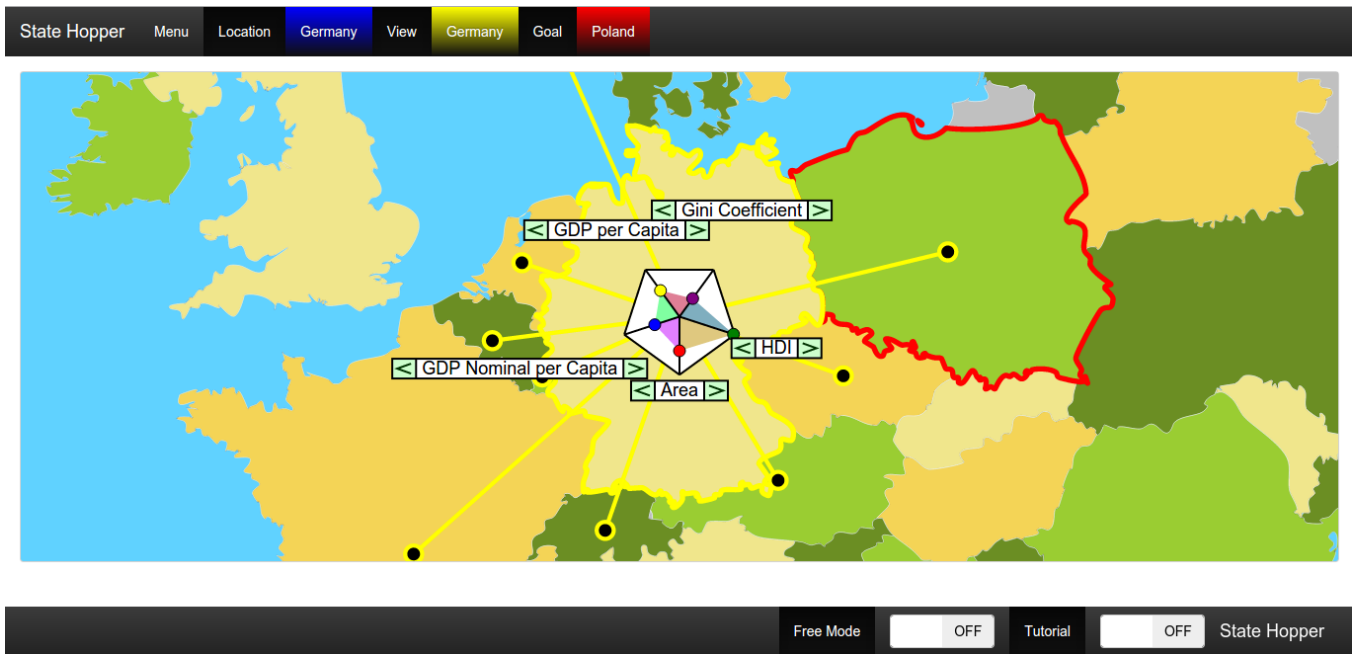 State Hopper Menu Location Germany View Germany Goal Poland
< Gini Coefficient >
< GDP per Capita >
< HDI >
< GDP Nominal per Capita >
< Area >
Free Mode OFF Tutorial OFF State Hopper